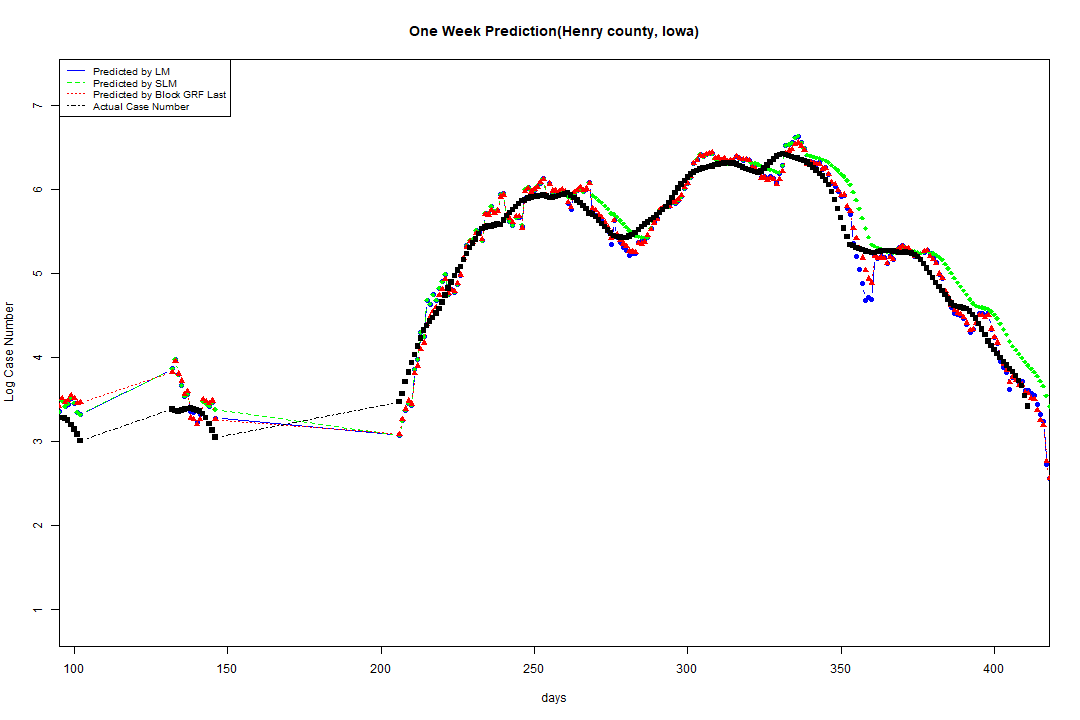 One Week Prediction(Henry county, Iowa)
Predicted by LM
Predicted by SLM
Predicted by Block GRF Last
Actual Case Number
7
6
5
4
3
2
1
Log Case Number
100 150 200 250 300 350 400
days